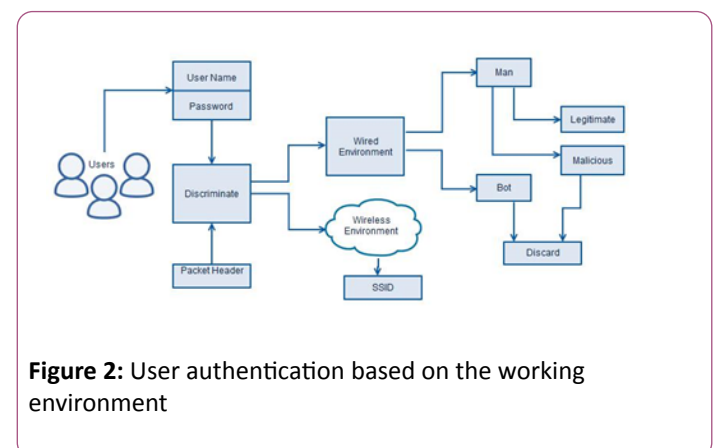 User Name
Password
Users
Discriminate
Packet Header
Wired
Environment
Wireless
Environment
SSID
Man
Legitimate
Malicious
Bot
Discard
Figure 2: User authentication based on the working
environment